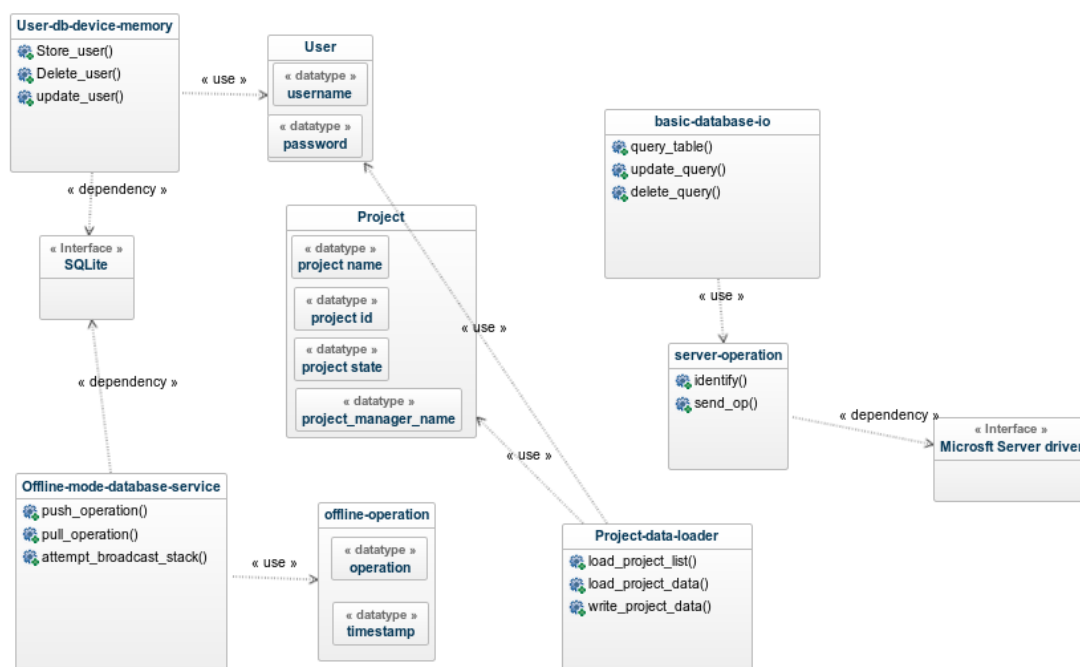 User-db-device-memory
Store_user()
Delete_user()
update_user()
« use »
User
« datatype »
username
« datatype »
password
« dependency »
« Interface »
SQLite
« dependency »
Project
« datatype »
project name
« datatype »
project id
« datatype »
project state
« datatype »
project_manager_name
« use »
« use »
basic-database-io
query_table()
update_query()
delete_query()
« use »
server-operation
identify()
send_op()
« dependency »
« Interface »
Microsft Server driver
Offline-mode-database-service
push_operation()
pull_operation()
attempt_broadcast_stack()
« use »
offline-operation
« datatype »
operation
« datatype »
timestamp
Project-data-loader
load_project_list()
load_project_data()
write_project_data()